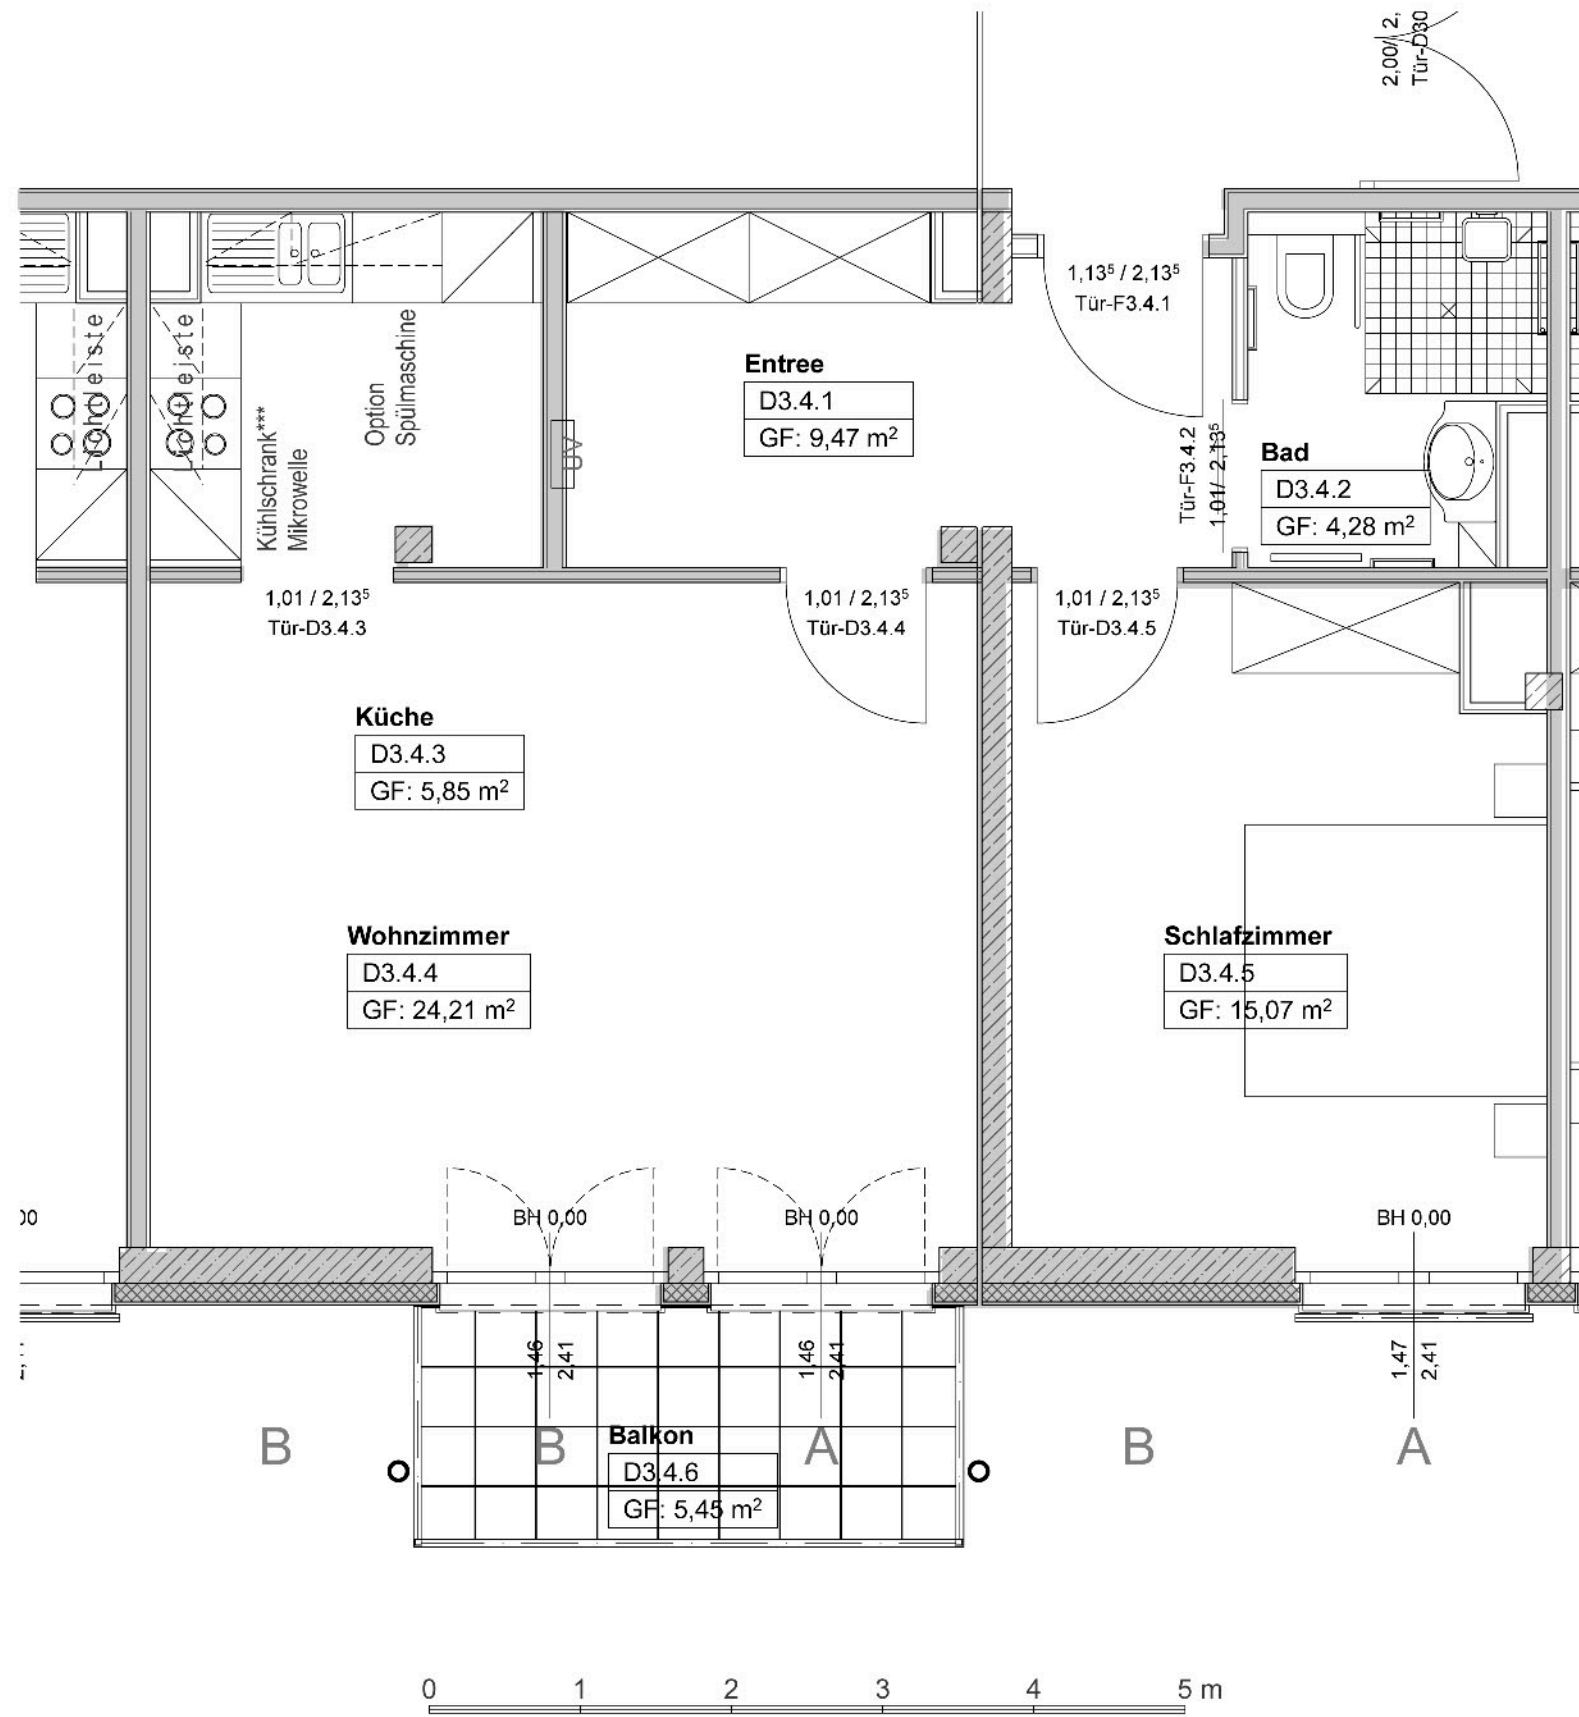 2,00/ 2,
Tür-D30
1,13⁵ / 2,13⁵
Tür-F3.4.1
Lichtleiste
Lichtleiste
Kühlschrank***
Mikrowelle
Option
Spülmaschine
UV
Entree
D3.4.1
GF: 9,47 m²
Tür-F3.4.2
1,01/ 2,13⁵
Bad
D3.4.2
GF: 4,28 m²
1,01 / 2,13⁵
Tür-D3.4.3
1,01 / 2,13⁵
Tür-D3.4.4
1,01 / 2,13⁵
Tür-D3.4.5
Küche
D3.4.3
GF: 5,85 m²
Wohnzimmer
D3.4.4
GF: 24,21 m²
Schlafzimmer
D3.4.5
GF: 15,07 m²
00
BH 0,00
BH 0,00
BH 0,00
1,46
2,41
1,46
2,41
1,47
2,41
B
B
A
B
A
Balkon
D3.4.6
GF: 5,45 m²
0 1 2 3 4 5 m